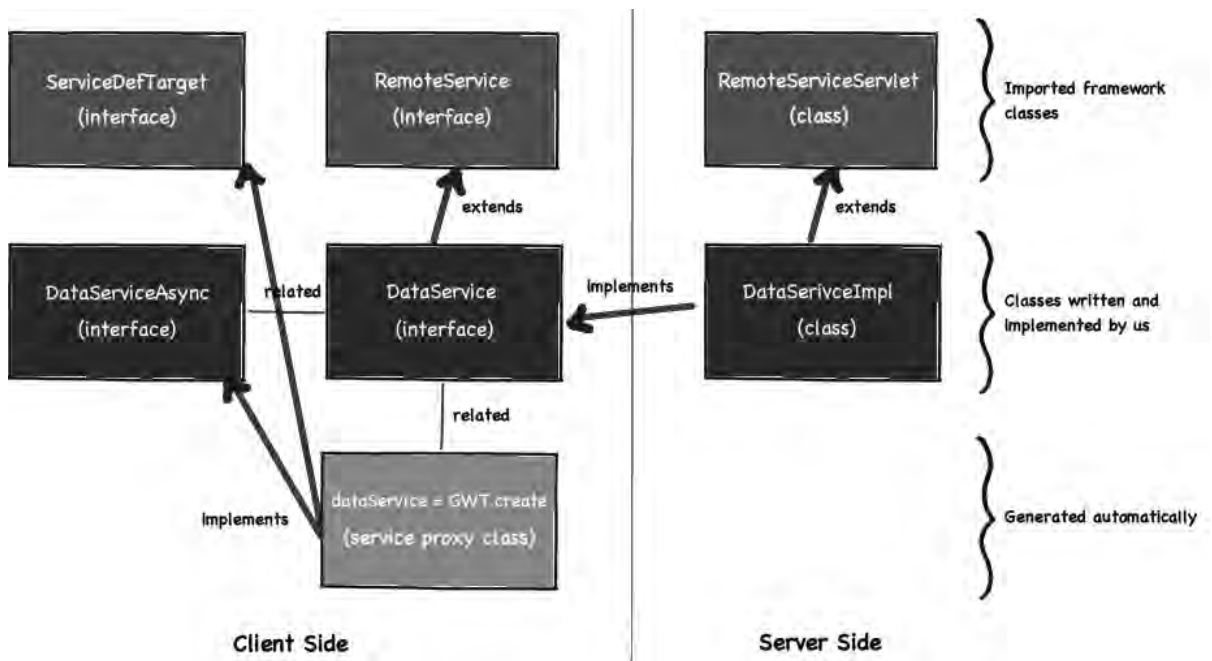 ServiceDefTarget
(interface)
RemoteService
(interface)
RemoteServiceServlet
(class)
Imported framework
classes
extends
extends
DataServiceAsync
(interface)
related
DataService
(interface)
implements
DataSerivceImpl
(class)
Classes written and
implemented by us
related
dataService = GWT.create
(service proxy class)
implements
Generated automatically
Client Side
Server Side